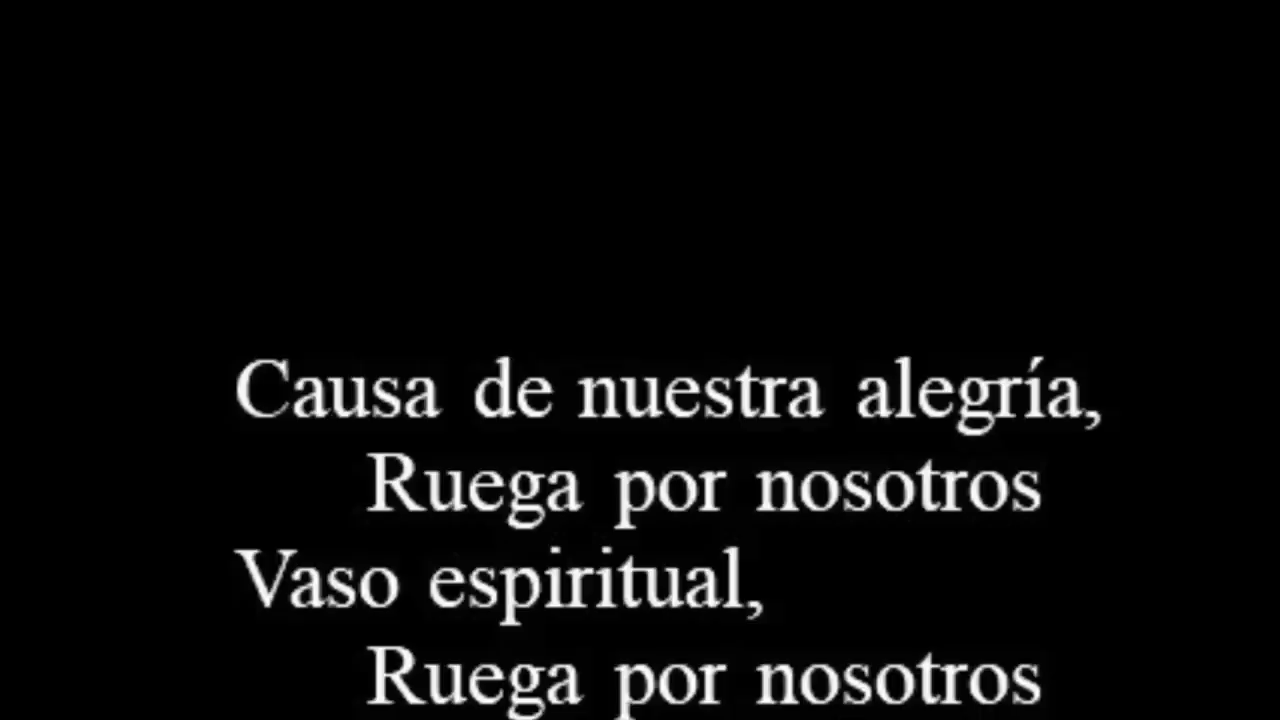 Causa de nuestra alegría,
Ruega por nosotros
Vaso espiritual,
Ruega por nosotros